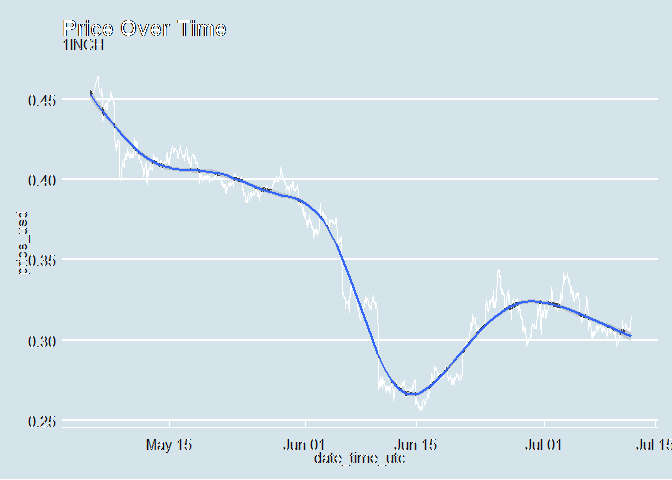 Price Over Time
1INCH
0.45
0.40
0.35
0.30
0.25
price_usd
May 15
Jun 01
Jun 15
Jul 01
Jul 15
date_time_utc